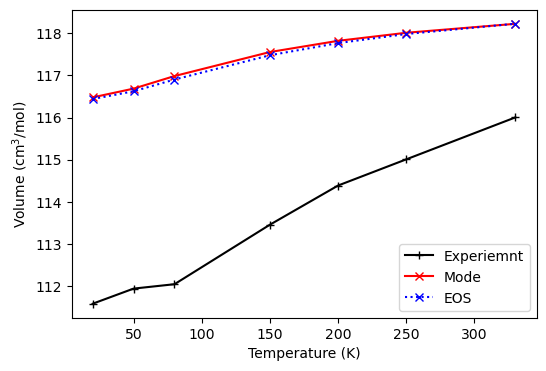 118
117
116
115
114
113
112
Volume (cm³/mol)
50
100
150
200
250
300
Temperature (K)
Experiemnt
Mode
EOS